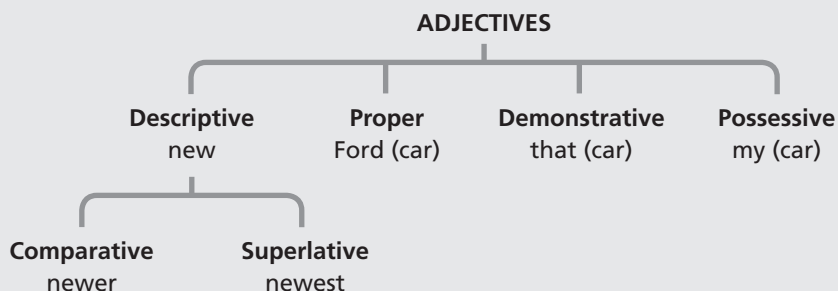 ADJECTIVES
Descriptive Proper Demonstrative Possessive
new Ford (car) that (car) my (car)
Comparative Superlative
newer newest